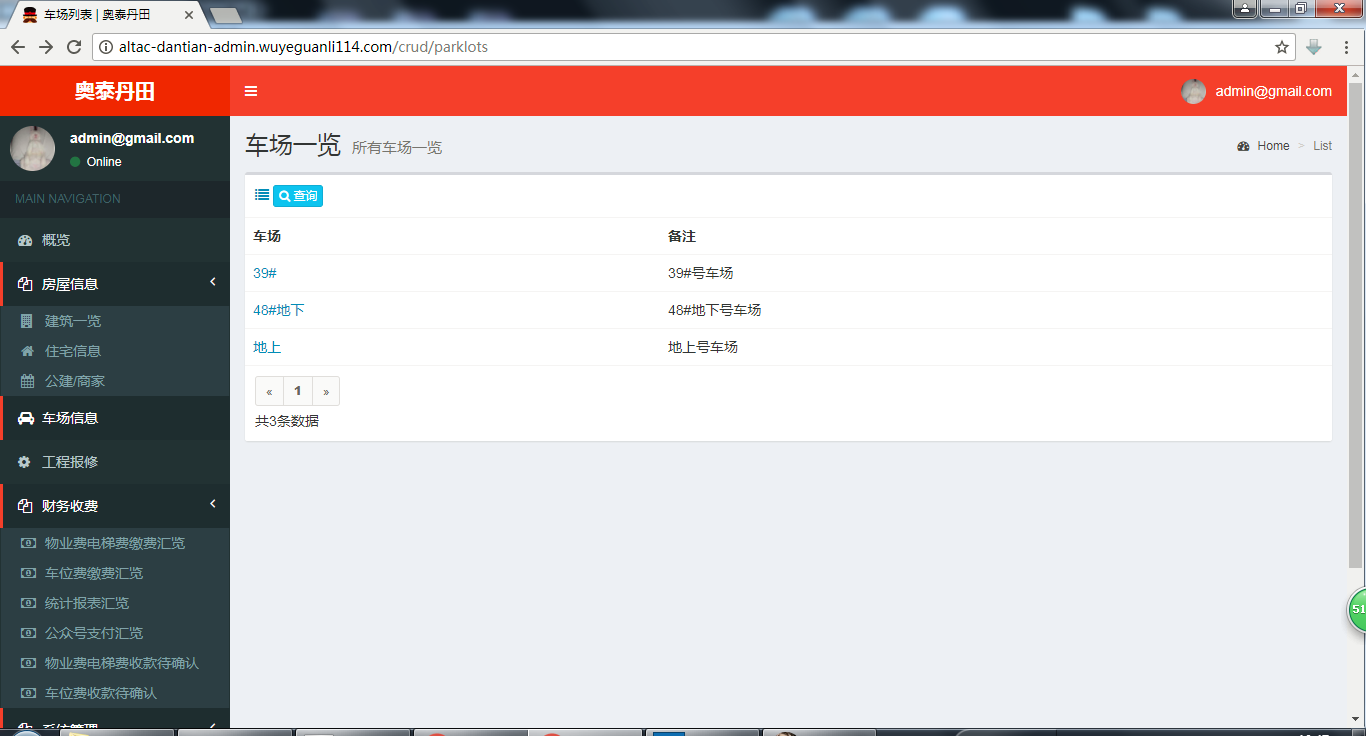 车场列表 | 奥泰丹田
altac-dantian-admin.wuyeguanli114.com/crud/parklots
奥泰丹田
admin@gmail.com
admin@gmail.com
Online
MAIN NAVIGATION
概览
房屋信息
建筑一览
住宅信息
公建/商家
车场信息
工程报修
财务收费
物业费电梯费缴费汇览
车位费缴费汇览
统计报表汇览
公众号支付汇览
物业费电梯费收款待确认
车位费收款待确认
系统管理
车场一览 所有车场一览
Home > List
查询
车场 备注
39# 39#号车场
48#地下 48#地下号车场
地上 地上号车场
« 1 »
共3条数据
51